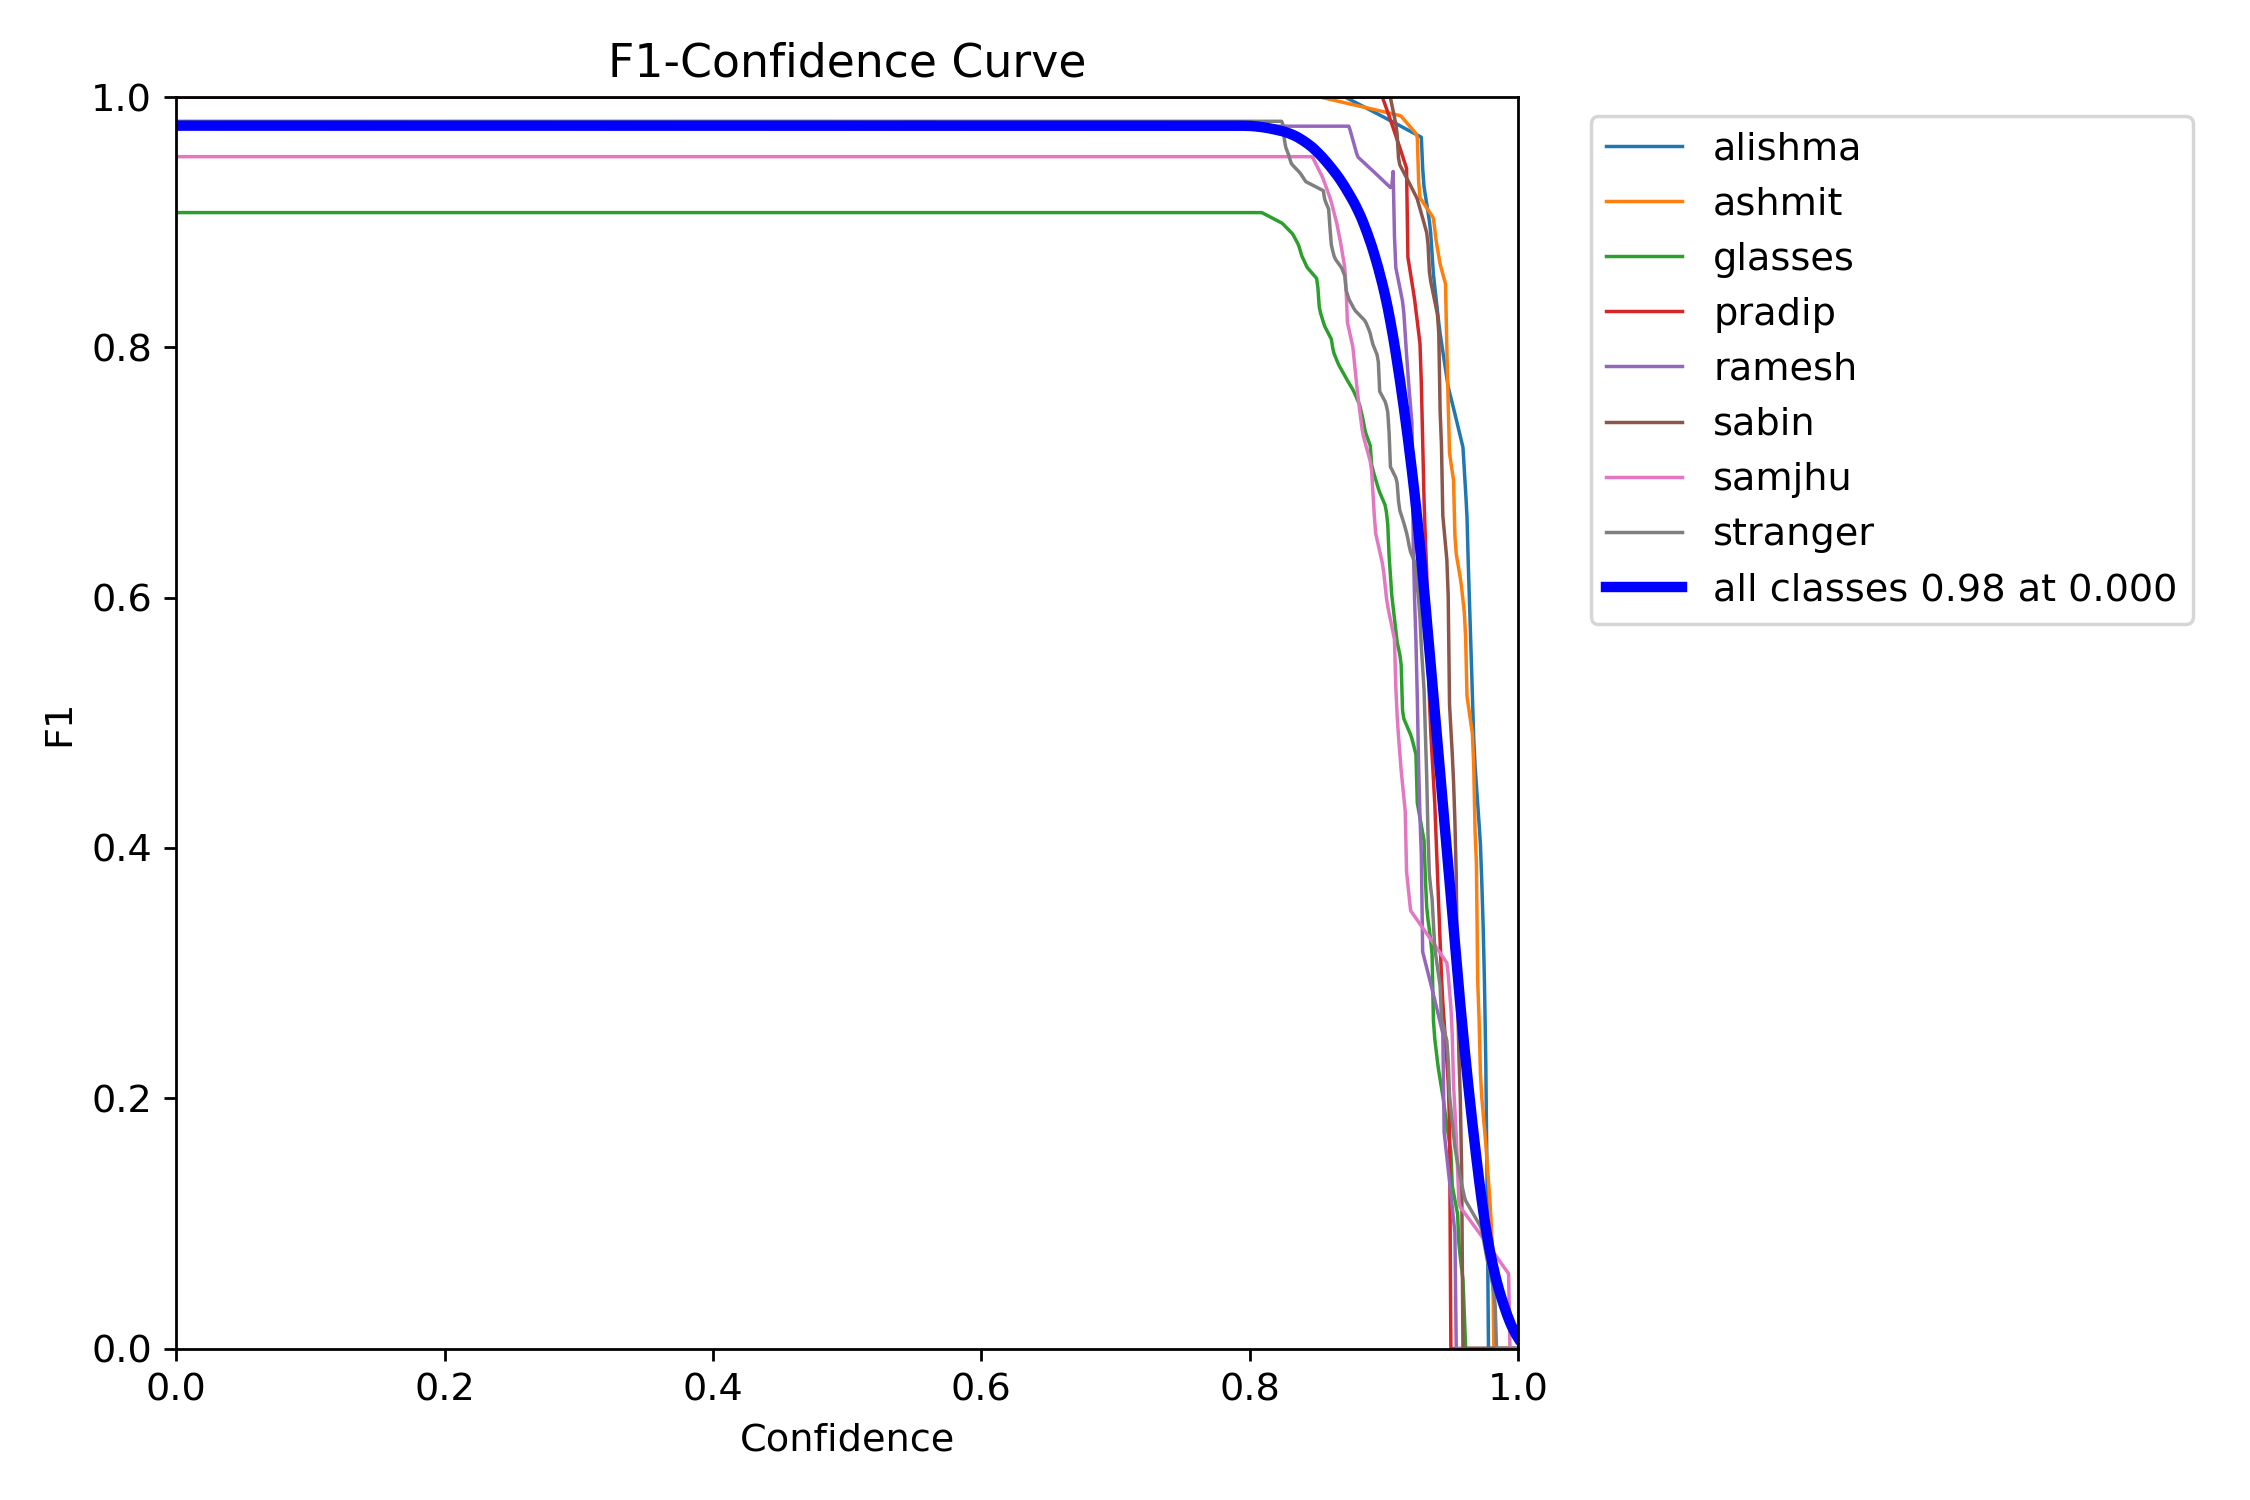 F1-Confidence Curve
1.0
0.8
0.6
0.4
0.2
0.0
F1
0.0 0.2 0.4 0.6 0.8 1.0
Confidence
alishma
ashmit
glasses
pradip
ramesh
sabin
samjhu
stranger
all classes 0.98 at 0.000